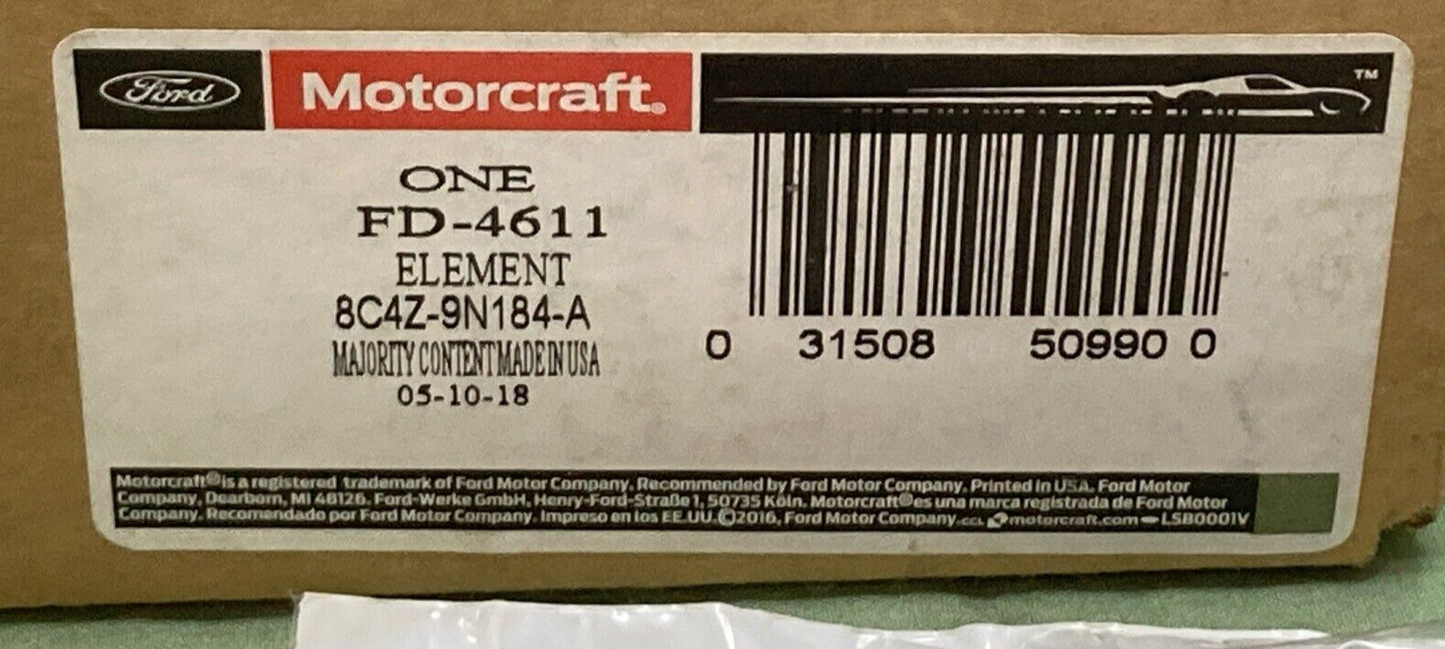 Ford Motorcraft® TM
ONE
FD-4611
ELEMENT
8C4Z-9N184-A
MAJORITY CONTENT MADE IN USA
05-10-18
0 31508 50990 0
Motorcraft® is a registered trademark of Ford Motor Company. Recommended by Ford Motor Company. Printed in USA. Ford Motor
Company, Dearborn, MI 48126. Ford-Werke GmbH, Henry-Ford-Straße 1, 50735 Köln. Motorcraft® es una marca registrada de Ford Motor
Company. Recomendado por Ford Motor Company. Impreso en los EE.UU. ©2016, Ford Motor Company. CCL motorcraft.com LSB0001V